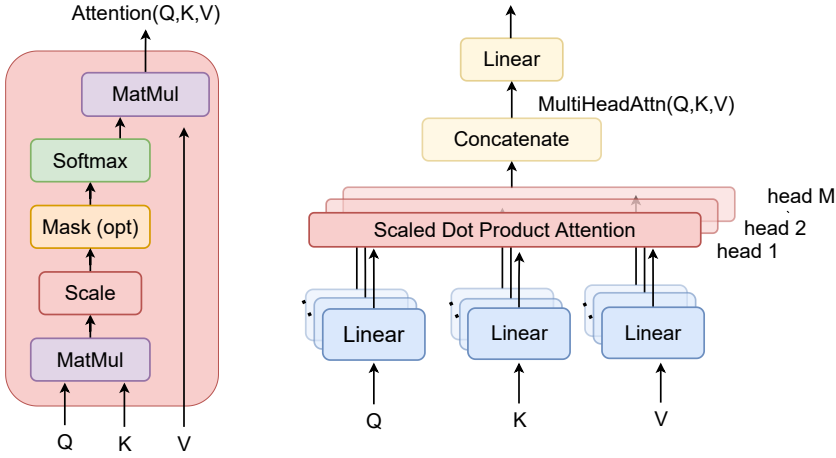 Attention(Q,K,V)
MatMul
Softmax
Mask (opt)
Scale
MatMul
Q
K
V
Linear
MultiHeadAttn(Q,K,V)
Concatenate
head M
Scaled Dot Product Attention
head 2
head 1
Linear
Linear
Linear
Q
K
V